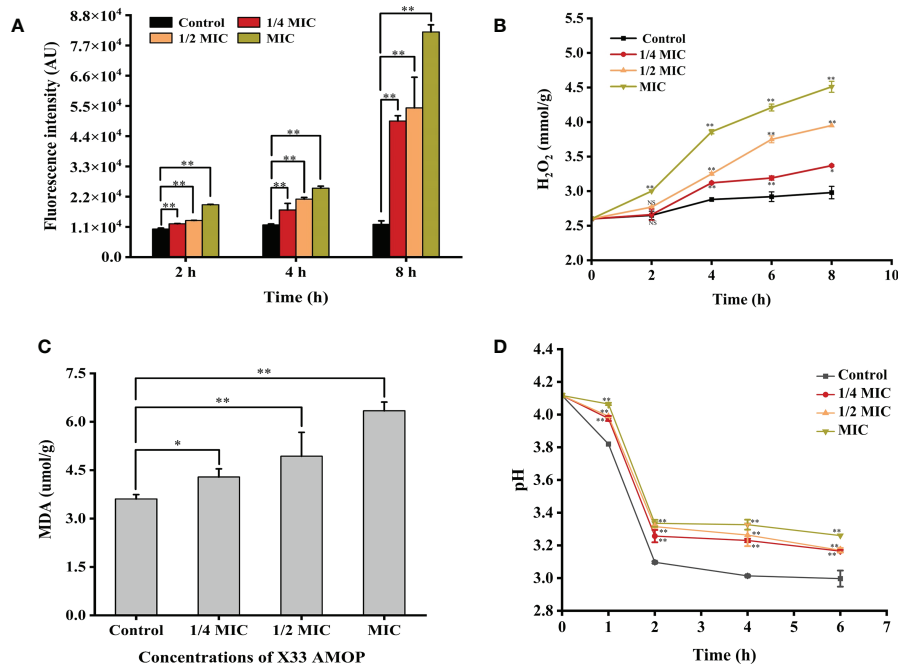 A
Control
1/4 MIC
1/2 MIC
MIC
Fluorescence intensity (AU)
8.8×10⁴
7.7×10⁴
6.6×10⁴
5.5×10⁴
4.4×10⁴
3.3×10⁴
2.2×10⁴
1.1×10⁴
0.0
**
**
**
**
**
**
**
**
**
2 h
4 h
8 h
Time (h)
B
Control
1/4 MIC
1/2 MIC
MIC
H₂O₂ (mmol/g)
5.0
4.5
4.0
3.5
3.0
2.5
2.0
**
NS
NS
**
**
**
**
**
**
**
**
*
0
2
4
6
8
10
Time (h)
C
MDA (umol/g)
7.5
6.0
4.5
3.0
1.5
0.0
**
**
*
Control
1/4 MIC
1/2 MIC
MIC
Concentrations of X33 AMOP
D
Control
1/4 MIC
1/2 MIC
MIC
pH
4.4
4.2
4.0
3.8
3.6
3.4
3.2
3.0
2.8
**
**
**
**
**
**
**
**
**
**
**
**
0
1
2
3
4
5
6
7
Time (h)